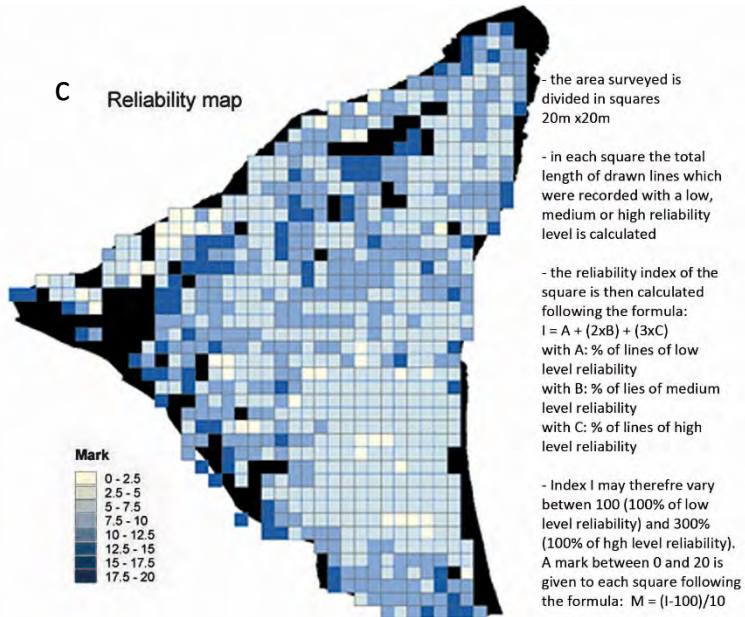 C
Reliability map
- the area surveyed is
divided in squares
20m x20m
- in each square the total
length of drawn lines which
were recorded with a low,
medium or high reliability
level is calculated
- the reliability index of the
square is then calculated
following the formula:
I = A + (2xB) + (3xC)
with A: % of lines of low
level reliability
with B: % of lies of medium
level reliability
with C: % of lines of high
level reliability
- Index I may therefre vary
betwen 100 (100% of low
level reliability) and 300%
(100% of hgh level reliability).
A mark between 0 and 20 is
given to each square following
the formula: M = (I-100)/10
Mark
0 - 2.5
2.5 - 5
5 - 7.5
7.5 - 10
10 - 12.5
12.5 - 15
15 - 17.5
17.5 - 20